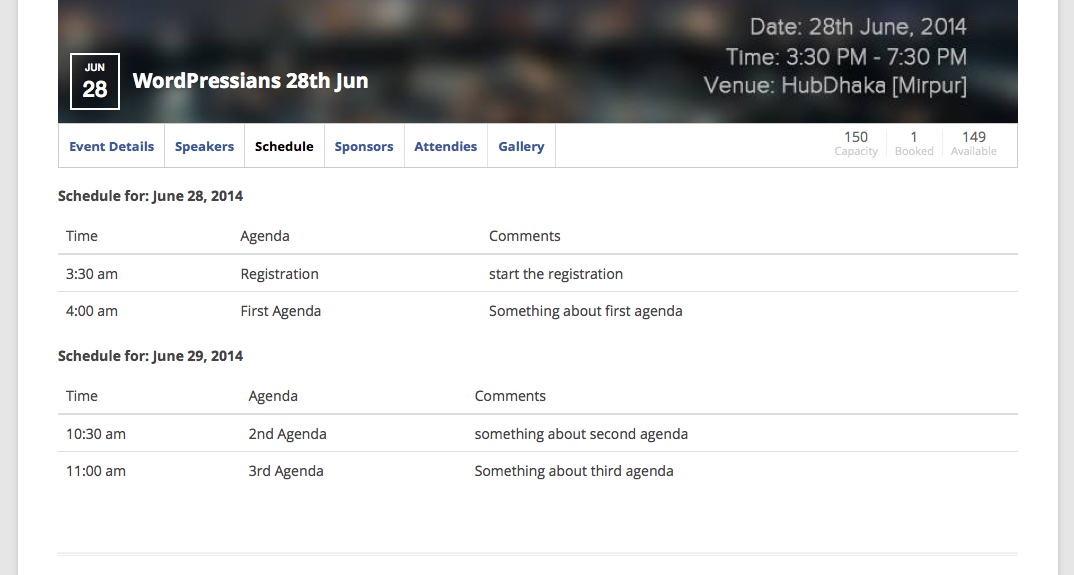 Date: 28th June, 2014
Time: 3:30 PM - 7:30 PM
Venue: HubDhaka [Mirpur]
JUN
28
WordPressians 28th Jun
Event Details Speakers Schedule Sponsors Attendies Gallery
150 1 149
Capacity Booked Available
Schedule for: June 28, 2014
Time Agenda Comments
3:30 am Registration start the registration
4:00 am First Agenda Something about first agenda
Schedule for: June 29, 2014
Time Agenda Comments
10:30 am 2nd Agenda something about second agenda
11:00 am 3rd Agenda Something about third agenda